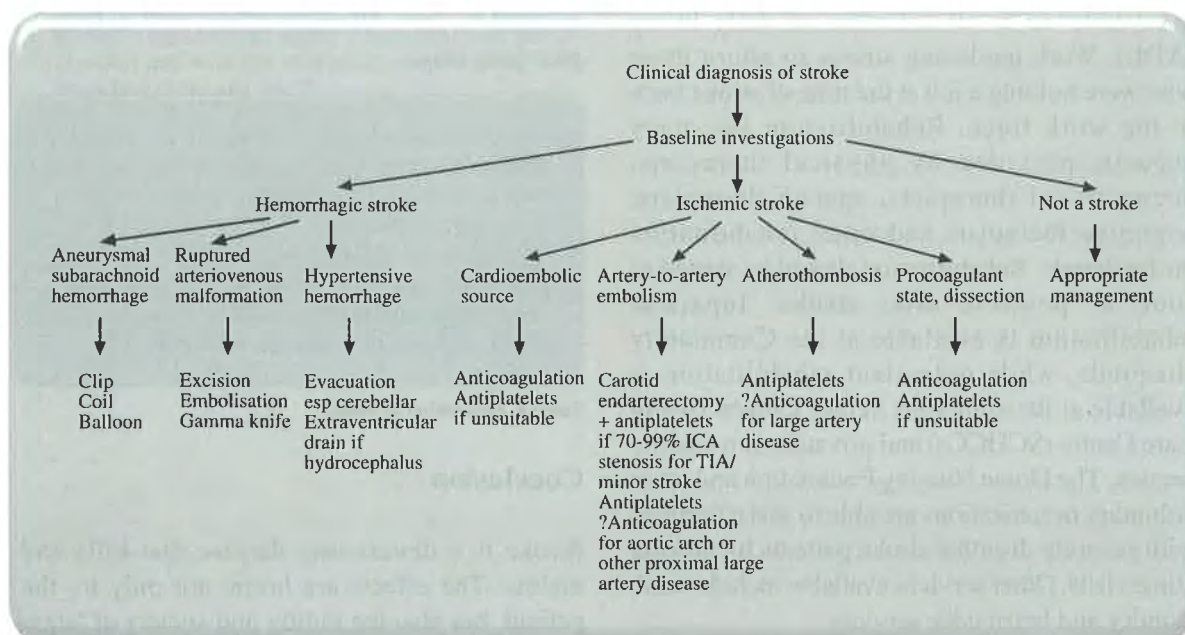 Clinical diagnosis of stroke
Baseline investigations
Hemorrhagic stroke
Ischemic stroke
Not a stroke
Aneurysmal
subarachnoid
hemorrhage
Ruptured
arteriovenous
malformation
Hypertensive
hemorrhage
Cardioembolic
source
Artery-to-artery
embolism
Atherothrombosis
Procoagulant
state, dissection
Appropriate
management
Clip
Coil
Balloon
Excision
Embolisation
Gamma knife
Evacuation
esp cerebellar
Extraventricular
drain if
hydrocephalus
Anticoagulation
Antiplatelets
if unsuitable
Carotid
endarterectomy
+ antiplatelets
if 70-99% ICA
stenosis for TIA/
minor stroke
Antiplatelets
?Anticoagulation
for aortic arch or
other proximal large
artery disease
Antiplatelets
?Anticoagulation
for large artery
disease
Anticoagulation
Antiplatelets
if unsuitable